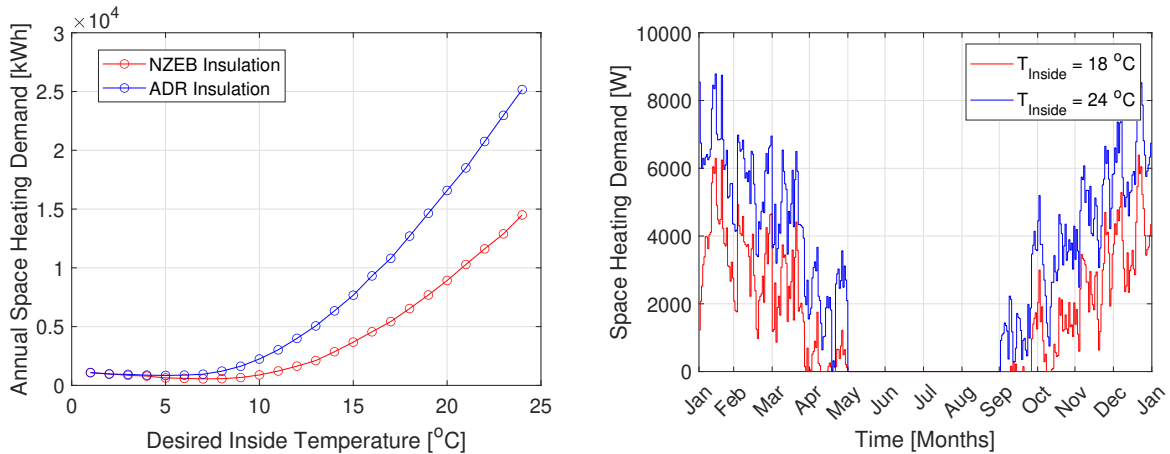 ×10⁴
3
2.5
2
1.5
1
0.5
0
0 5 10 15 20 25
Annual Space Heating Demand [kWh]
Desired Inside Temperature [°C]
NZEB Insulation
ADR Insulation
10000
8000
6000
4000
2000
0
Jan Feb Mar Apr May Jun Jul Aug Sep Oct Nov Dec Jan
Space Heating Demand [W]
Time [Months]
T_Inside = 18 °C
T_Inside = 24 °C